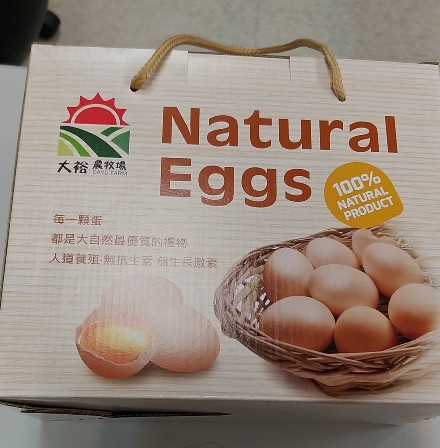 Natural
Eggs
大裕 農牧場
DAYU FARM
100%
NATURAL
PRODUCT
每一顆蛋
都是大自然最優質的禮物
人道養殖·無抗生素·無生長激素